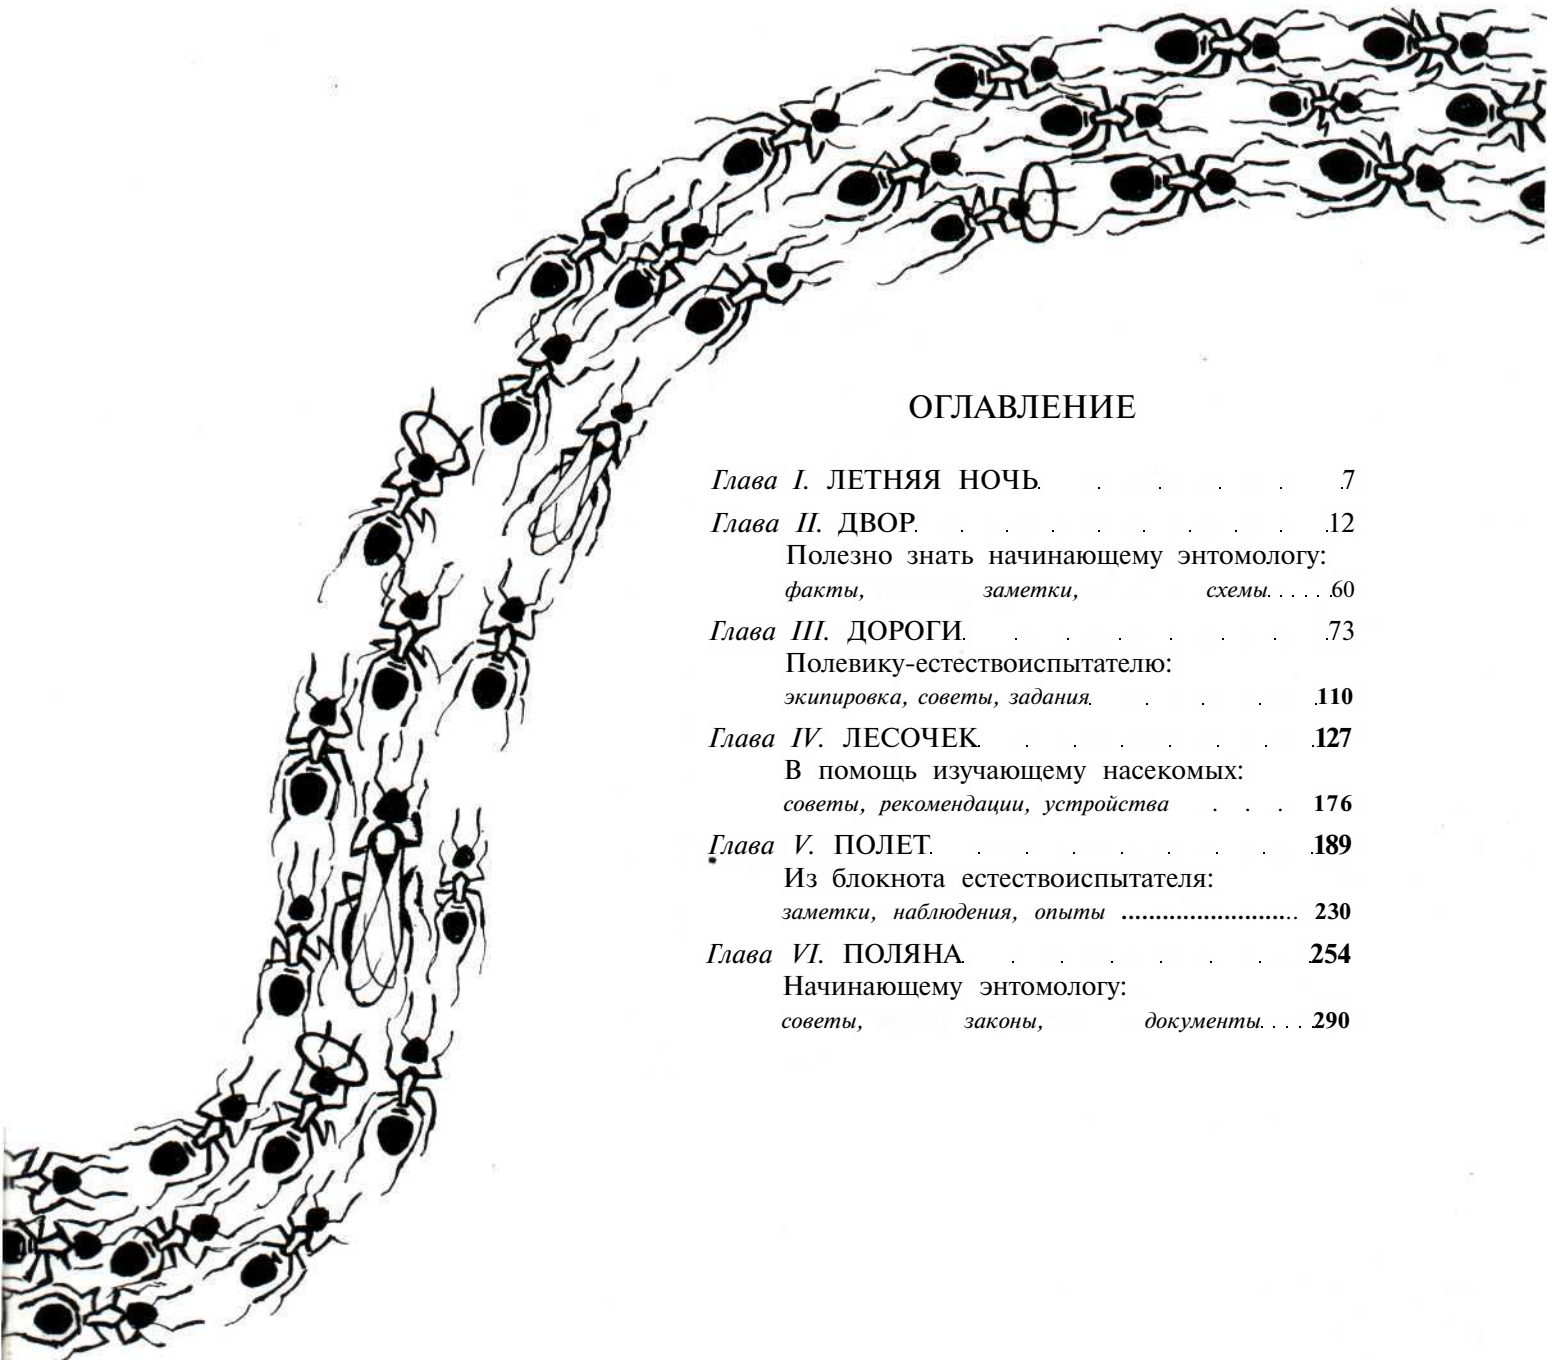 ОГЛАВЛЕНИЕ
Глава I. ЛЕТНЯЯ НОЧЬ. . . . . .7
Глава II. ДВОР. . . . . . . . .12
Полезно знать начинающему энтомологу:
факты, заметки, схемы. . . . . .60
Глава III. ДОРОГИ. . . . . . . .73
Полевику-естествоиспытателю:
экипировка, советы, задания. . . . .110
Глава IV. ЛЕСОЧЕК. . . . . . . .127
В помощь изучающему насекомых:
советы, рекомендации, устройства . . . 176
Глава V. ПОЛЕТ. . . . . . . . .189
Из блокнота естествоиспытателя:
заметки, наблюдения, опыты .......................... 230
Глава VI. ПОЛЯНА. . . . . . . .254
Начинающему энтомологу:
советы, законы, документы. . . . .290